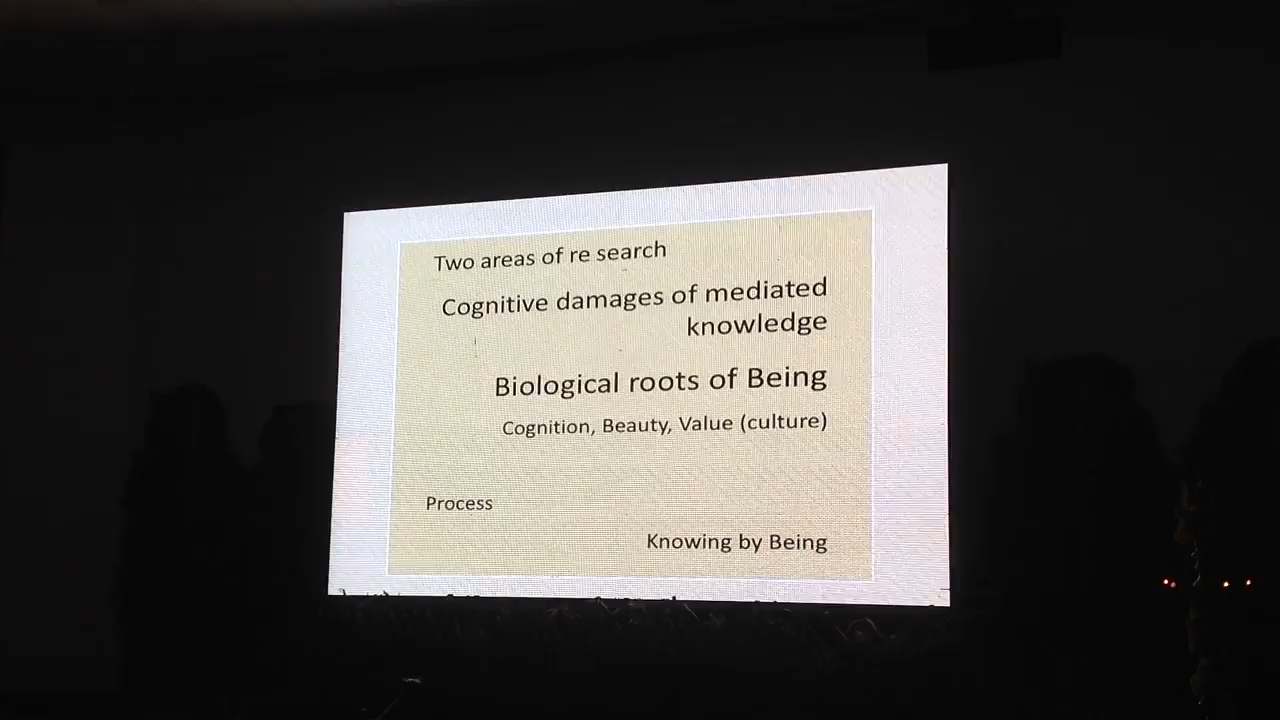 Two areas of re search
Cognitive damages of mediated
knowledge
Biological roots of Being
Cognition, Beauty, Value (culture)
Process
Knowing by Being